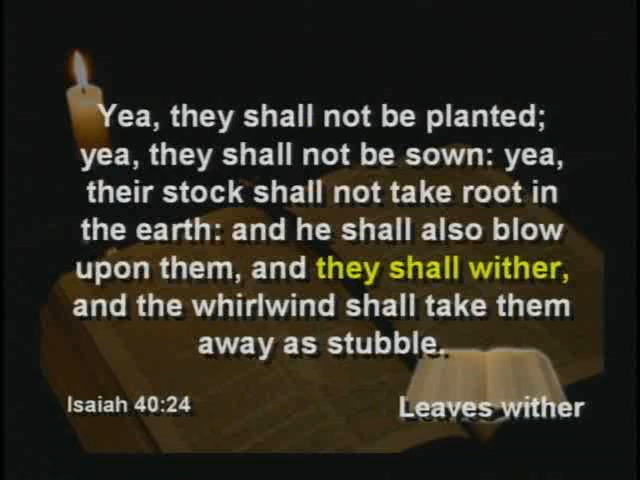 Yea, they shall not be planted;
yea, they shall not be sown: yea,
their stock shall not take root in
the earth: and he shall also blow
upon them, and they shall wither,
and the whirlwind shall take them
away as stubble.
Isaiah 40:24
Leaves wither